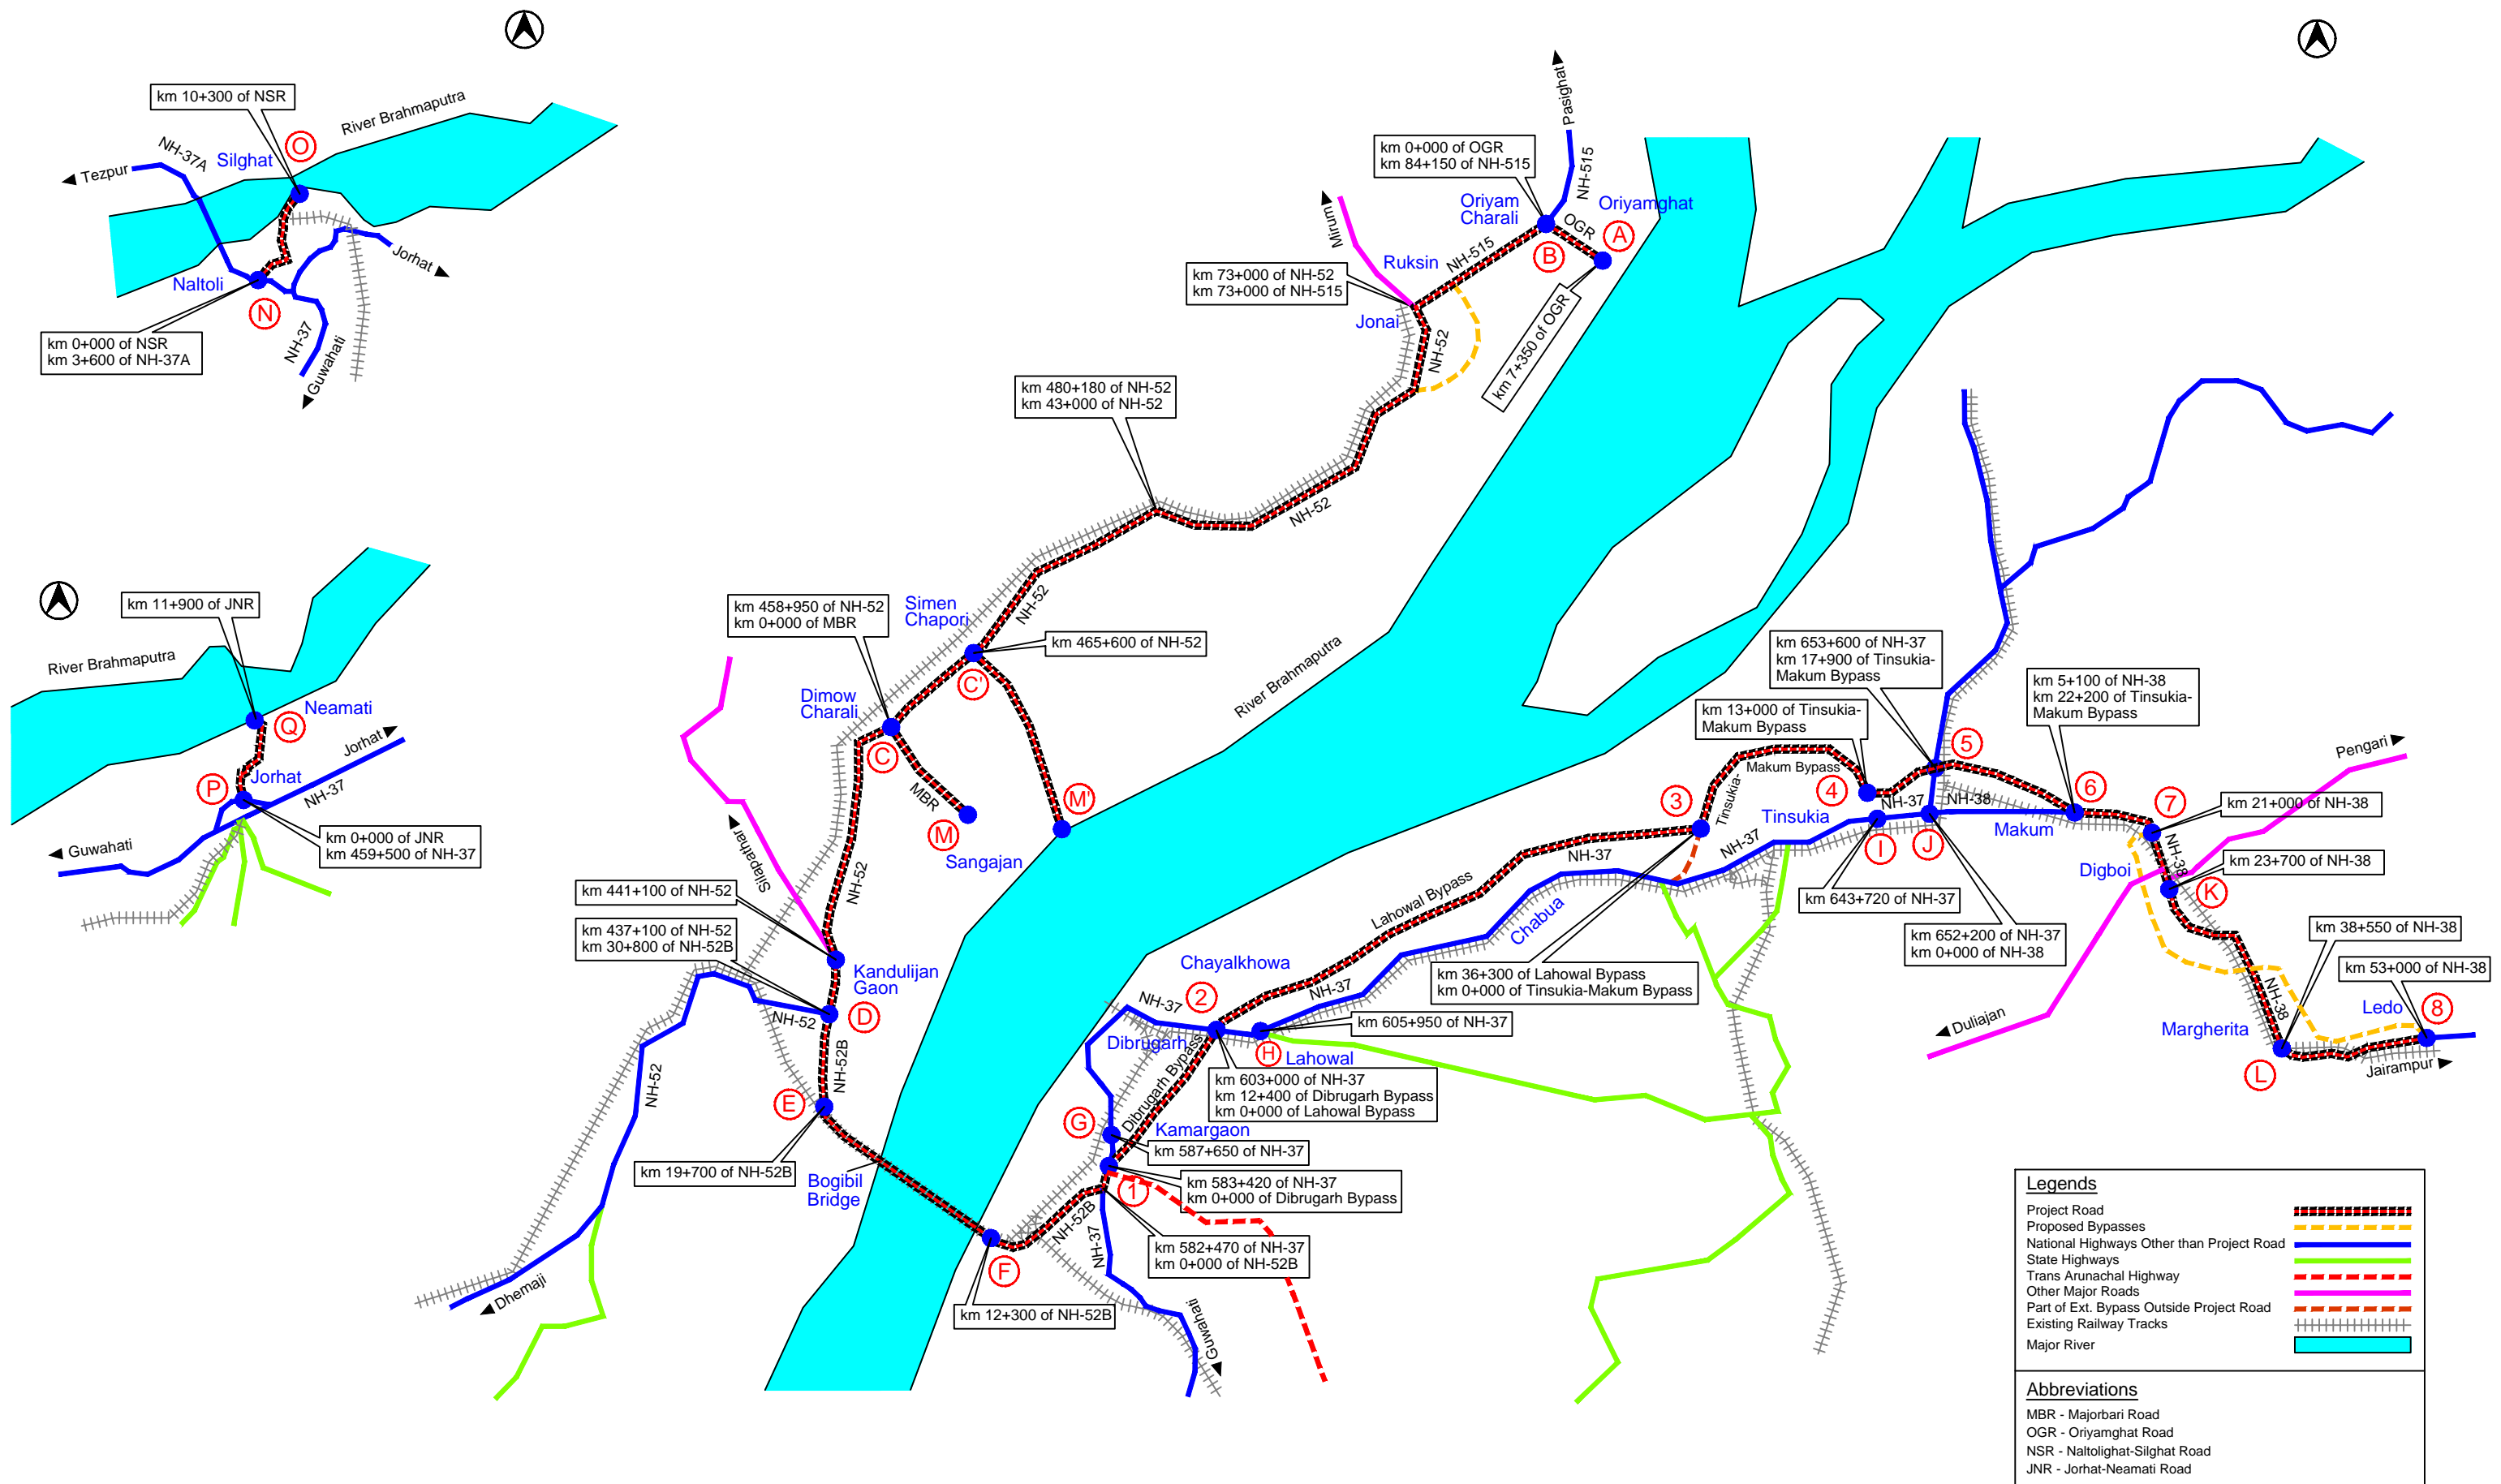 km 10+300 of NSR
River Brahmaputra
O
Silghat
NH-37A
Tezpur
Jorhat
Naltoli
N
NH-37
Guwahati
km 0+000 of NSR
km 3+600 of NH-37A
km 11+900 of JNR
River Brahmaputra
Neamati
Q
Jorhat
Jorhat
P
NH-37
km 0+000 of JNR
km 459+500 of NH-37
Guwahati
Pasighat
NH-515
km 0+000 of OGR
km 84+150 of NH-515
Oriyam
Charali
Oriyamghat
OGR
A
B
Mirum
Ruksin
NH-515
km 73+000 of NH-52
km 73+000 of NH-515
Jonai
NH-52
km 7+350 of OGR
km 480+180 of NH-52
km 43+000 of NH-52
NH-52
Simen
Chapori
NH-52
km 458+950 of NH-52
km 0+000 of MBR
km 465+600 of NH-52
C'
Dimow
Charali
C
MBR
M
M'
Sangajan
River Brahmaputra
Silapathar
NH-52
km 441+100 of NH-52
km 437+100 of NH-52
km 30+800 of NH-52B
Kandulijan
Gaon
D
NH-52
NH-52
NH-52B
E
km 19+700 of NH-52B
Bogibil
Bridge
Dhemaji
F
km 12+300 of NH-52B
NH-52B
NH-37
Guwahati
km 582+470 of NH-37
km 0+000 of NH-52B
1
km 583+420 of NH-37
km 0+000 of Dibrugarh Bypass
km 587+650 of NH-37
G
Kamargaon
Dibrugarh Bypass
Dibrugarh
NH-37
Chayalkhowa
2
H
Lahowal
km 603+000 of NH-37
km 12+400 of Dibrugarh Bypass
km 0+000 of Lahowal Bypass
km 605+950 of NH-37
NH-37
Lahowal Bypass
Chabua
NH-37
NH-37
km 36+300 of Lahowal Bypass
km 0+000 of Tinsukia-Makum Bypass
3
Tinsukia-
Makum Bypass
km 13+000 of Tinsukia-
Makum Bypass
4
Tinsukia
km 653+600 of NH-37
km 17+900 of Tinsukia-
Makum Bypass
5
NH-37
NH-38
I
J
km 643+720 of NH-37
km 652+200 of NH-37
km 0+000 of NH-38
Makum
km 5+100 of NH-38
km 22+200 of Tinsukia-
Makum Bypass
6
7
km 21+000 of NH-38
Pengari
NH-38
Digboi
km 23+700 of NH-38
K
km 38+550 of NH-38
km 53+000 of NH-38
NH-38
Duliajan
Margherita
Ledo
8
L
Jairampur
Legends
Project Road
Proposed Bypasses
National Highways Other than Project Road
State Highways
Trans Arunachal Highway
Other Major Roads
Part of Ext. Bypass Outside Project Road
Existing Railway Tracks
Major River
Abbreviations
MBR - Majorbari Road
OGR - Oriyamghat Road
NSR - Naltolighat-Silghat Road
JNR - Jorhat-Neamati Road